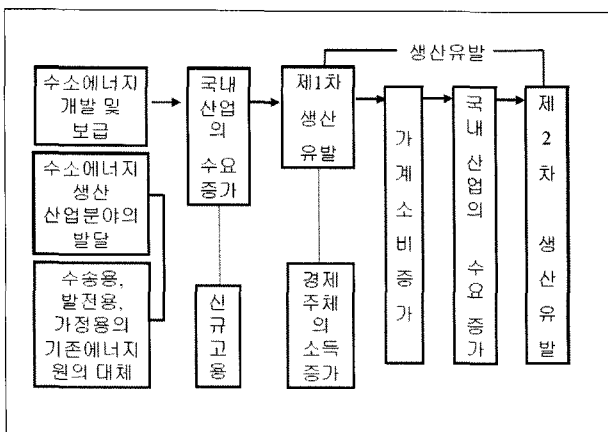 생산유발
수소에너지
개발 및
보급
국내
산업의
수요
증가
제1차
생산
유발
가계소비증가
국내 산업의 수요 증가
제2차 생산유발
수소에너지
생산
산업분야의
발달
수송용,
발전용,
가정용의
기존에너지
원의 대체
신규고용
경제
주체의
소득
증가